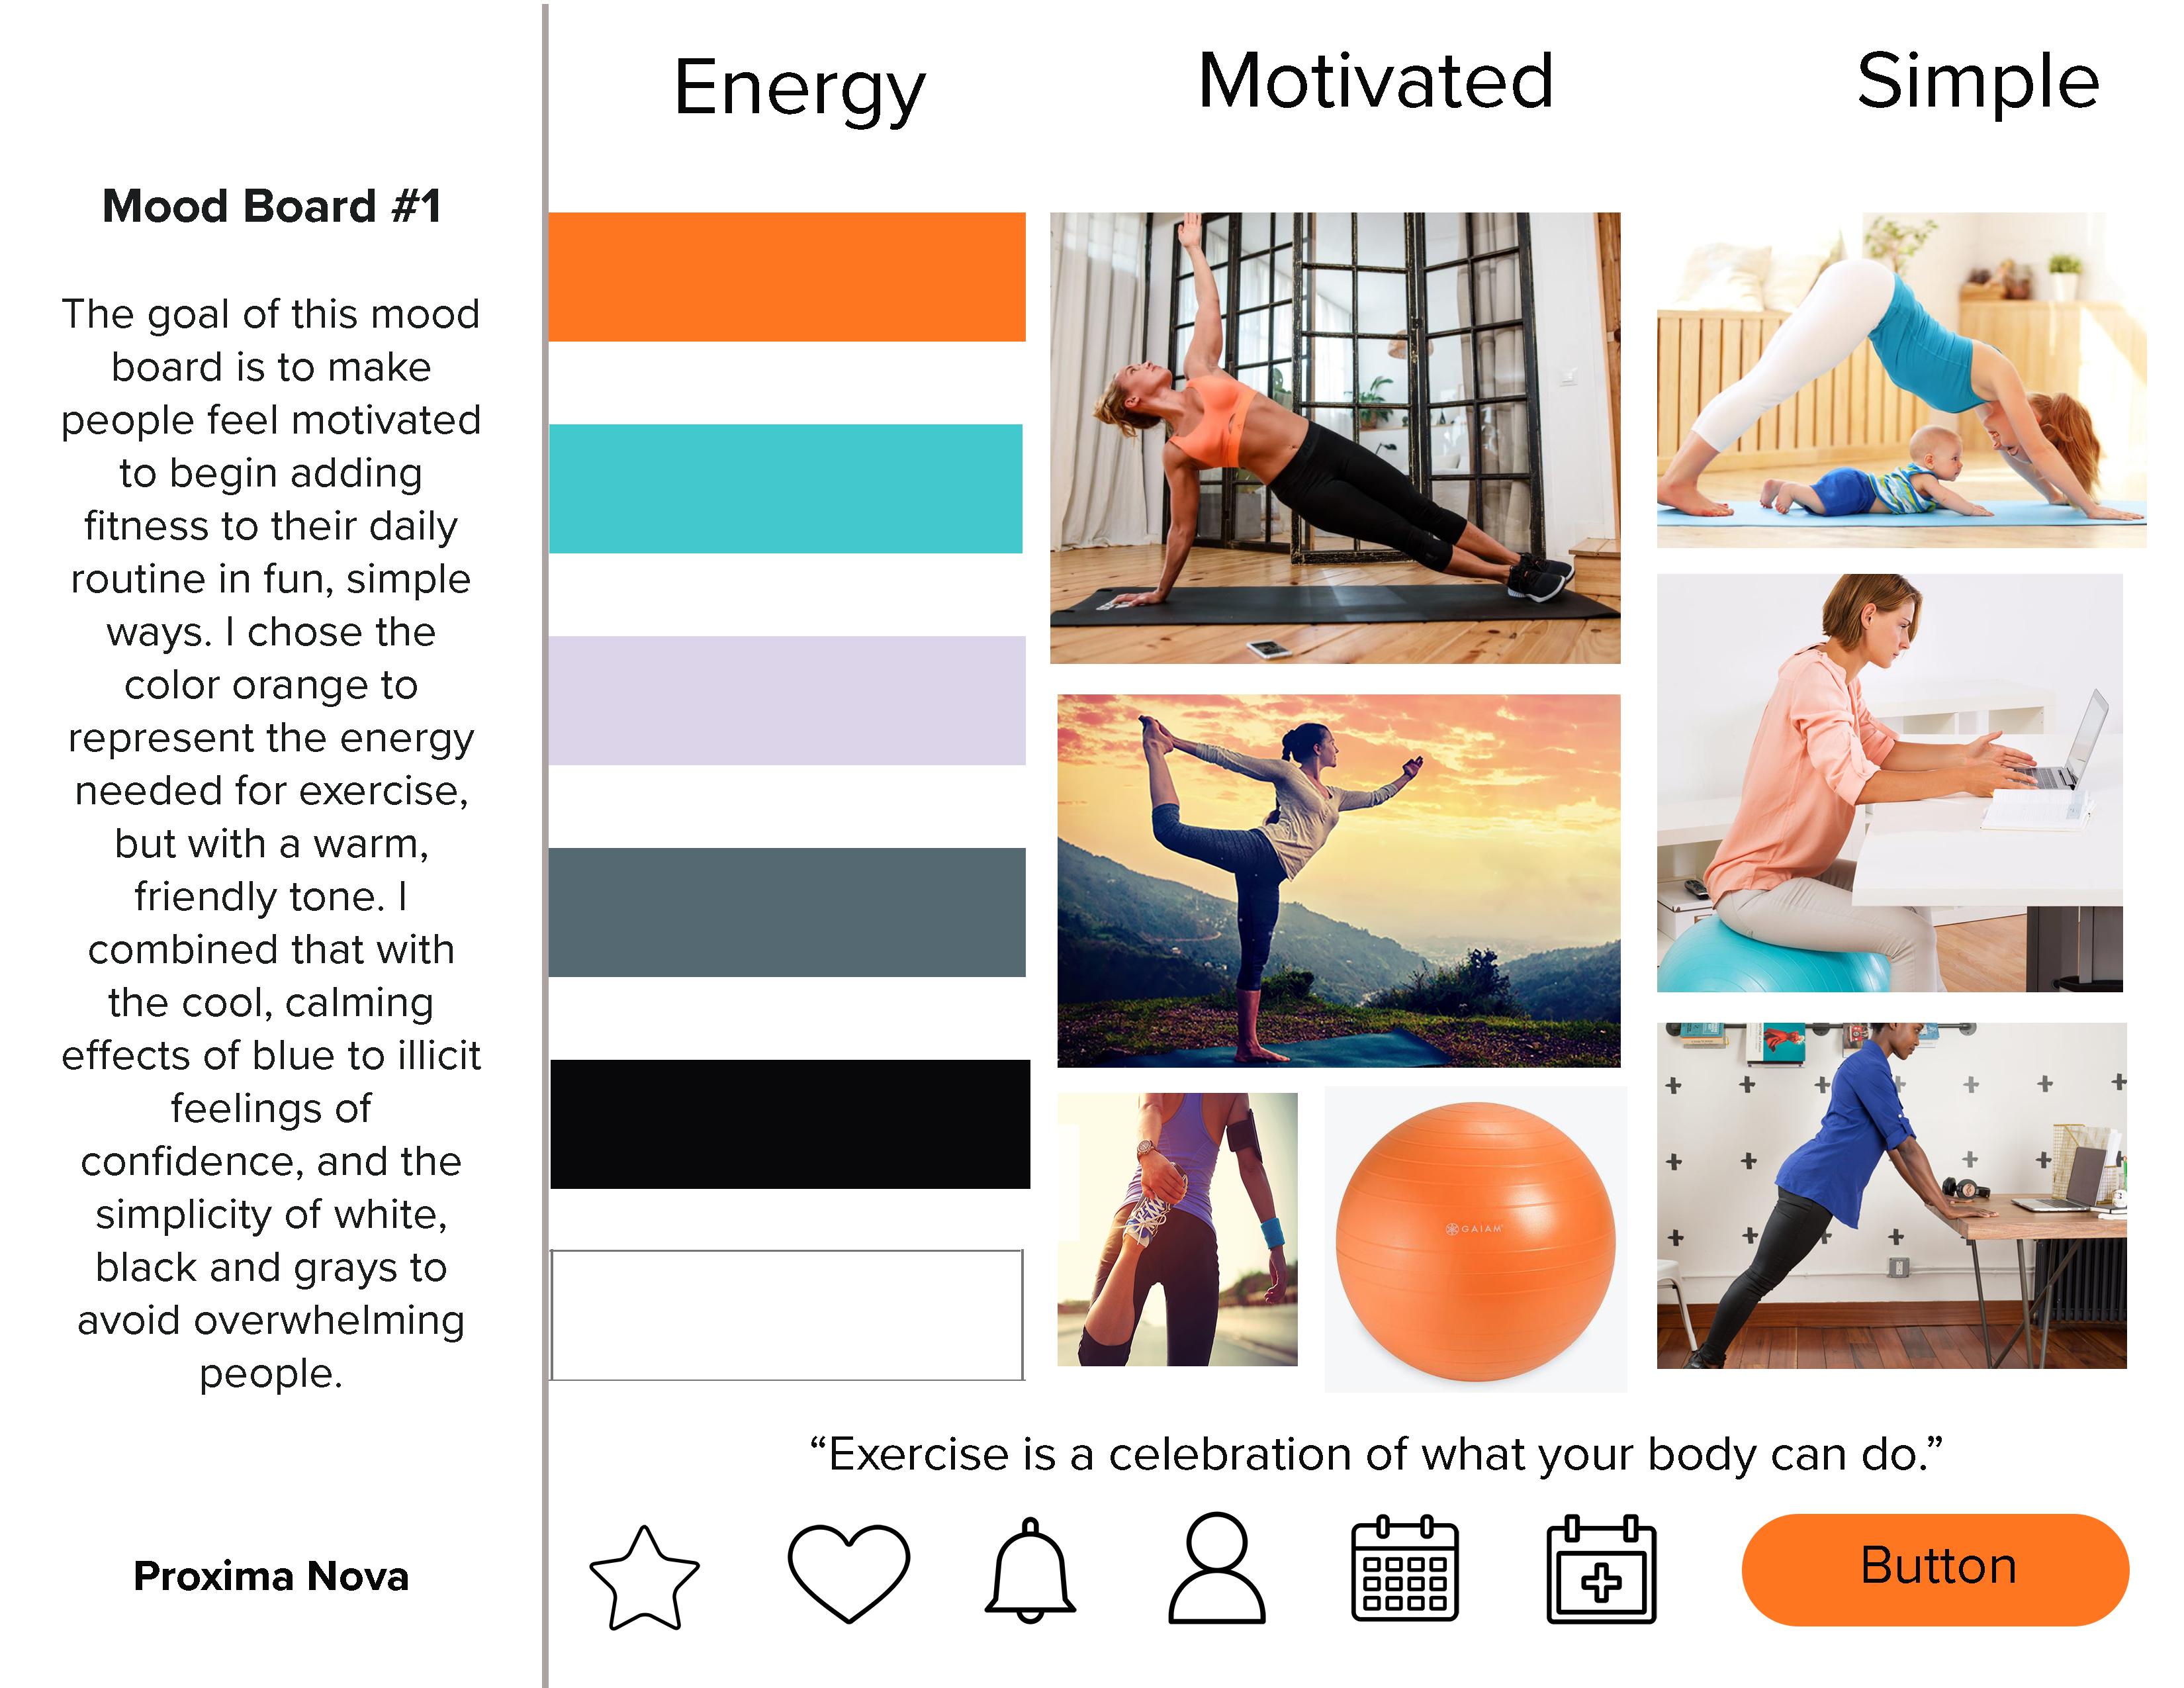 Energy
Motivated
Simple
Mood Board #1
The goal of this mood
board is to make
people feel motivated
to begin adding
fitness to their daily
routine in fun, simple
ways. I chose the
color orange to
represent the energy
needed for exercise,
but with a warm,
friendly tone. I
combined that with
the cool, calming
effects of blue to illicit
feelings of
confidence, and the
simplicity of white,
black and grays to
avoid overwhelming
people.
GAIAM
“Exercise is a celebration of what your body can do.”
Proxima Nova
Button